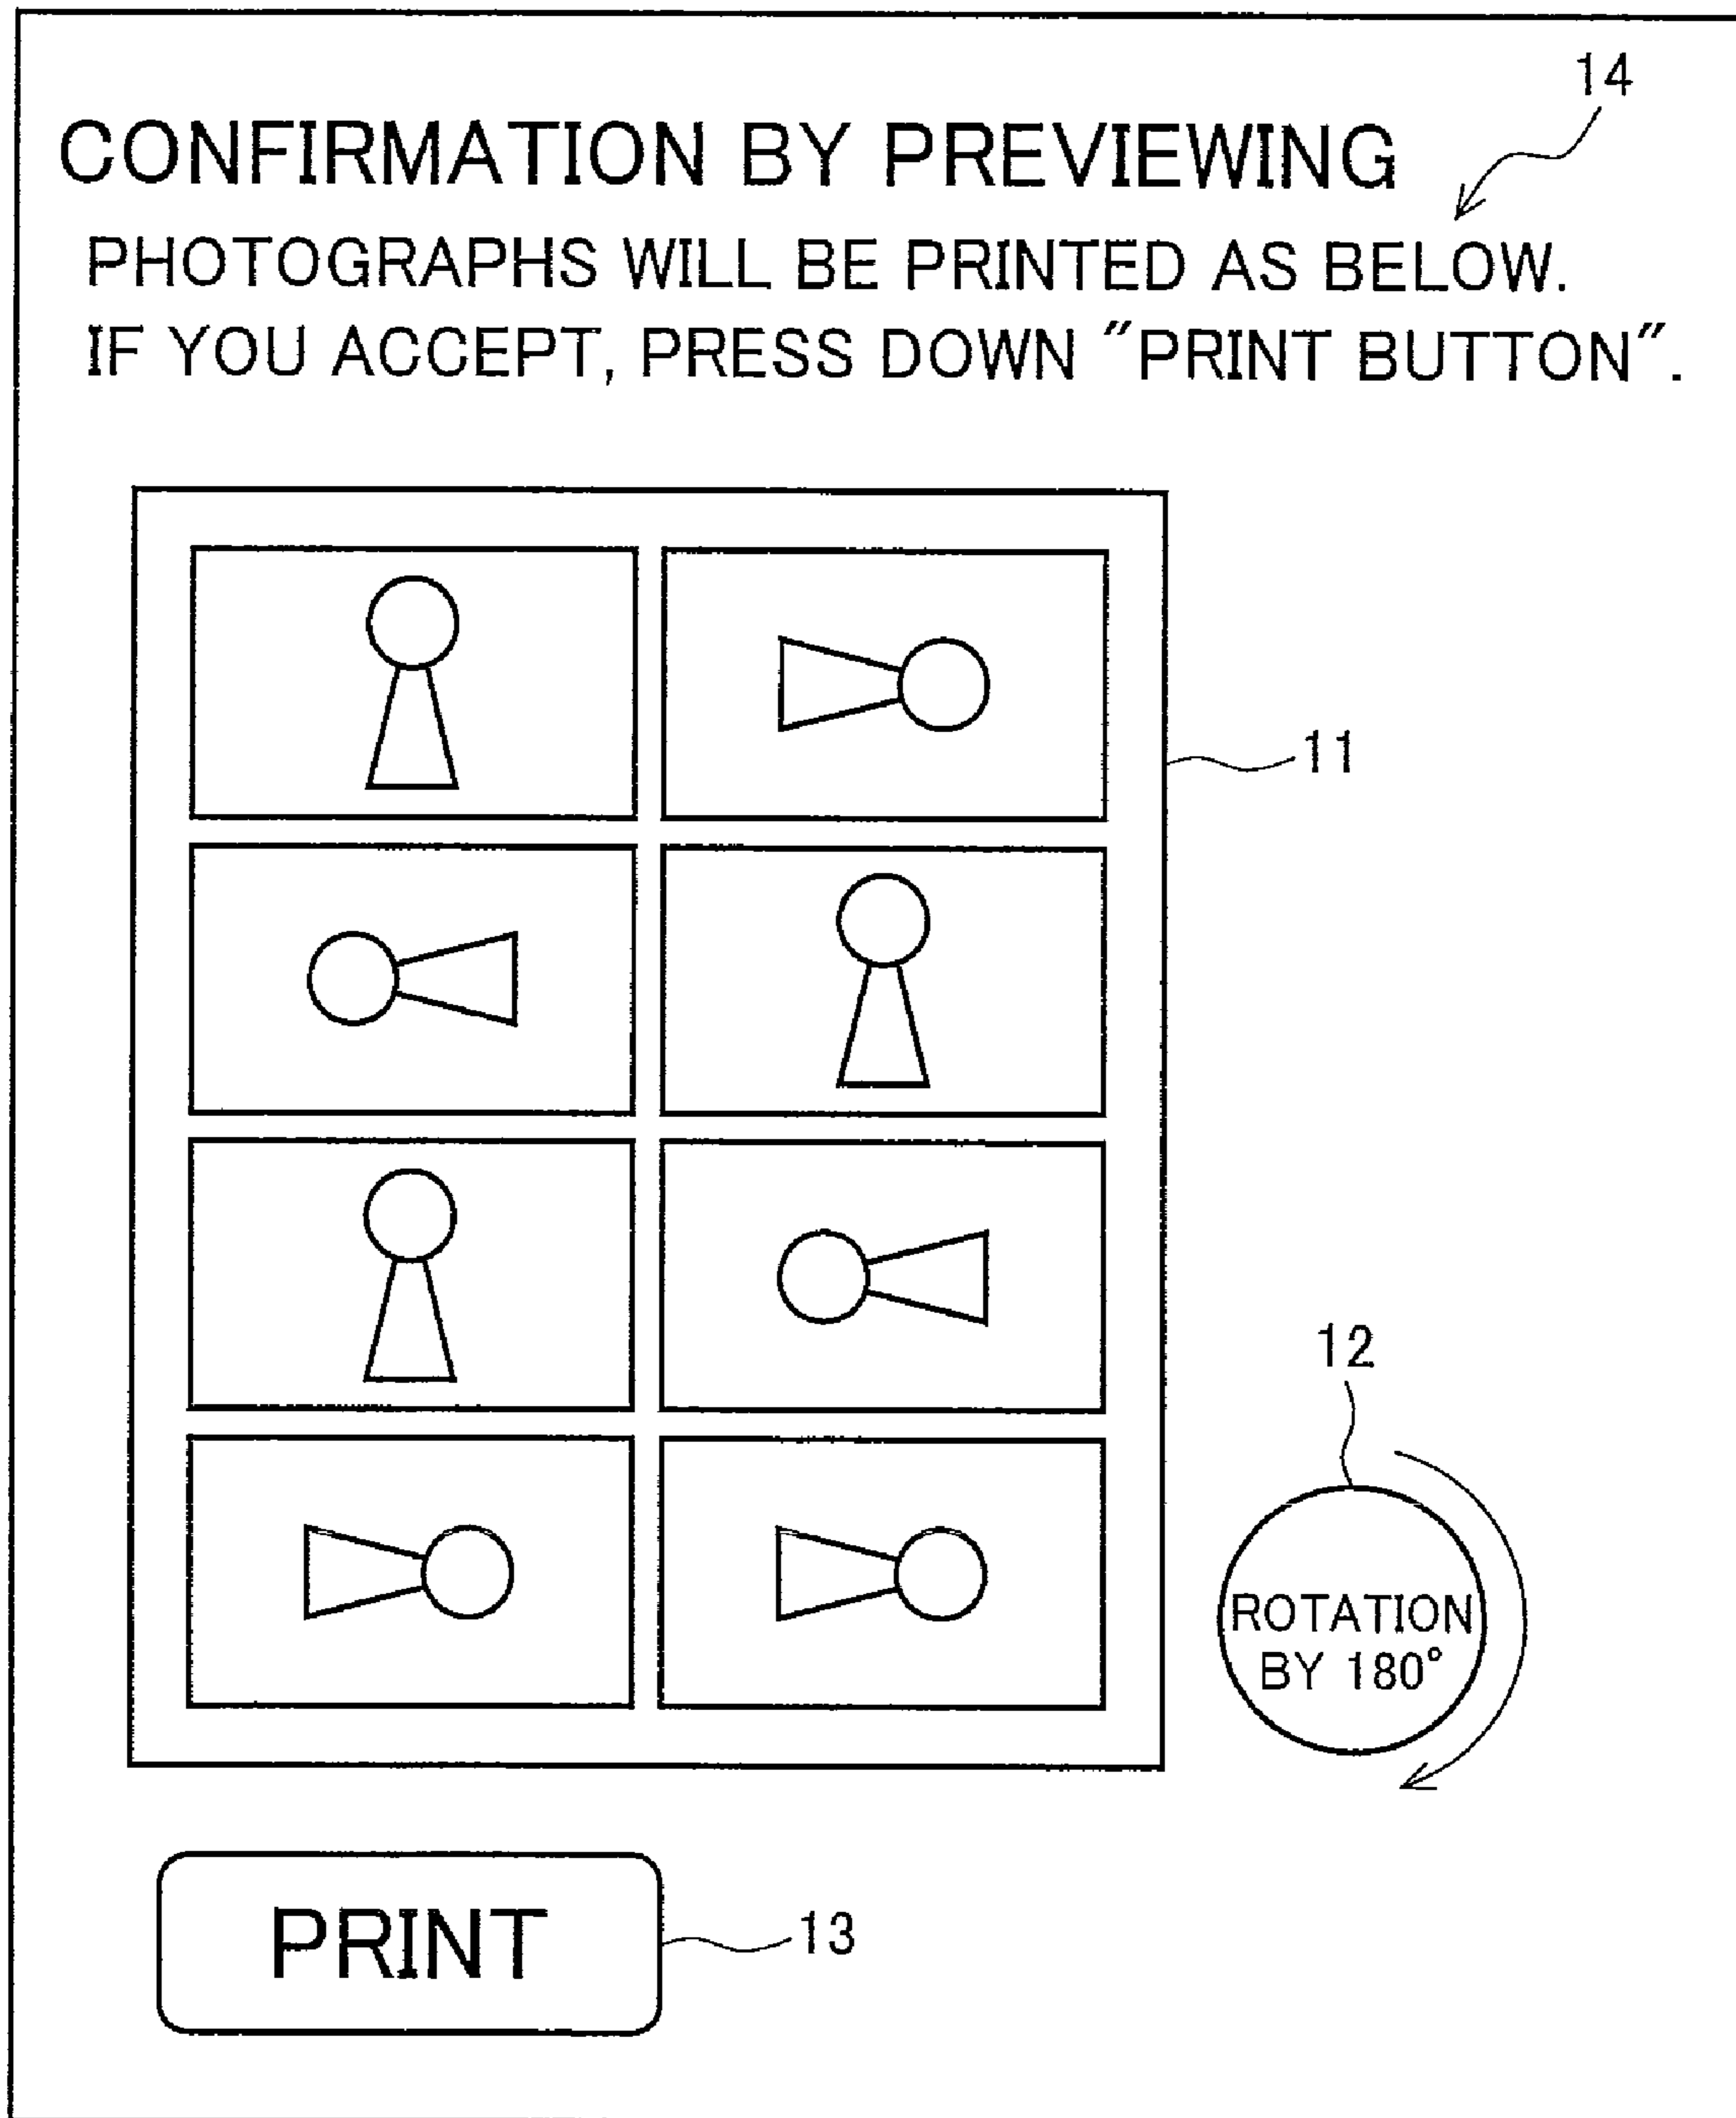 14
CONFIRMATION BY PREVIEWING
PHOTOGRAPHS WILL BE PRINTED AS BELOW.
IF YOU ACCEPT, PRESS DOWN "PRINT BUTTON".
11
12
ROTATION
BY 180°
PRINT
13